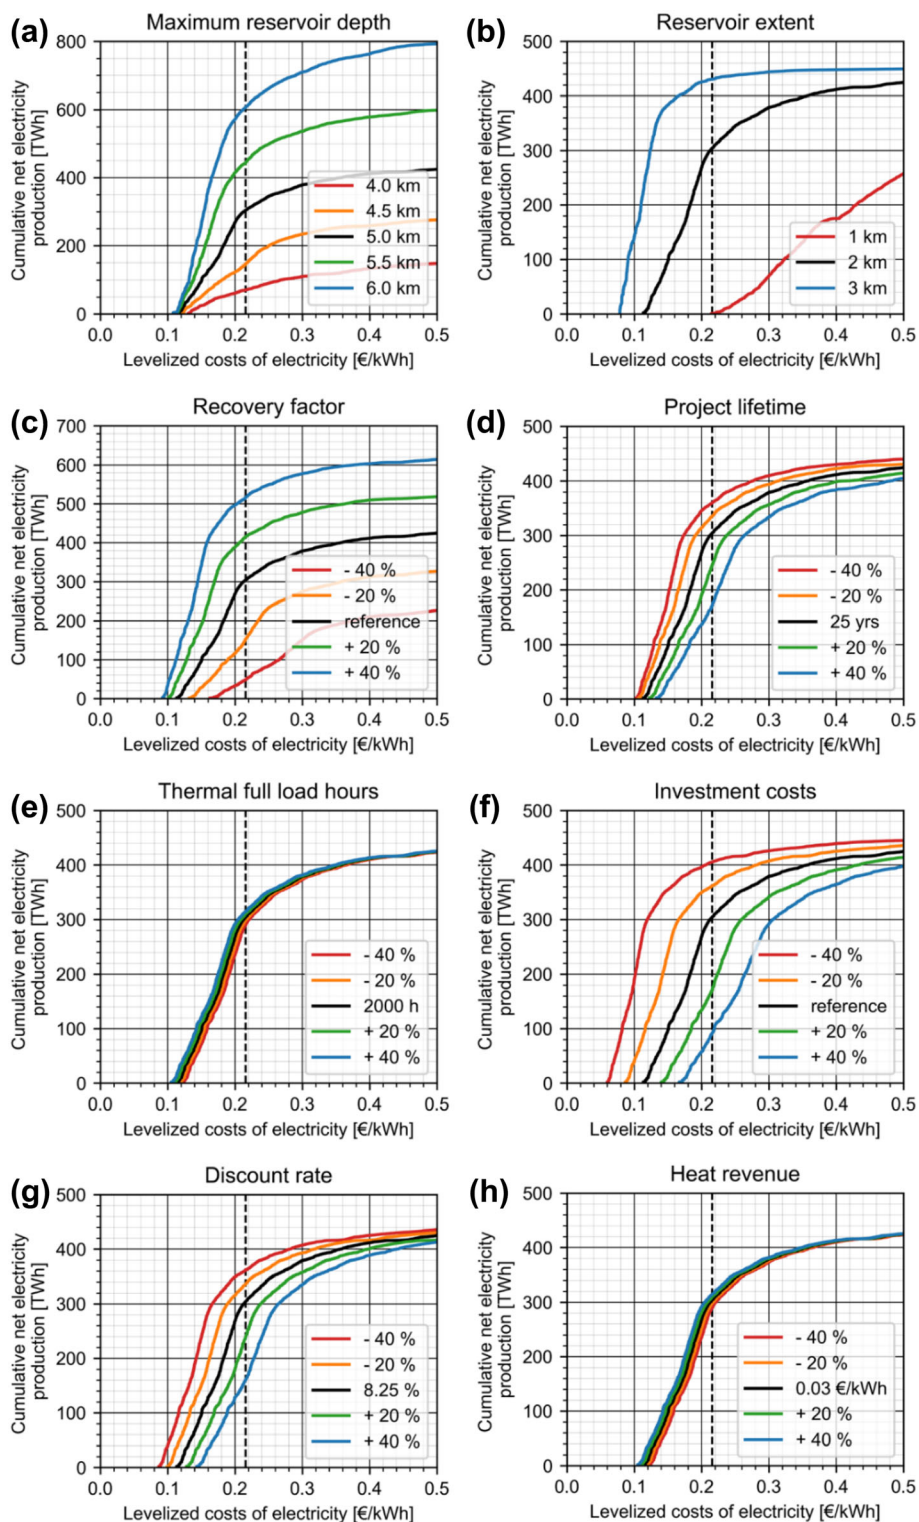 (a)
Maximum reservoir depth
Cumulative net electricity
production [TWh]
800
600
400
200
0
4.0 km
4.5 km
5.0 km
5.5 km
6.0 km
0.0 0.1 0.2 0.3 0.4 0.5
Levelized costs of electricity [€/kWh]
(b)
Reservoir extent
Cumulative net electricity
production [TWh]
500
400
300
200
100
0
1 km
2 km
3 km
0.0 0.1 0.2 0.3 0.4 0.5
Levelized costs of electricity [€/kWh]
(c)
Recovery factor
Cumulative net electricity
production [TWh]
700
600
500
400
300
200
100
0
- 40 %
- 20 %
reference
+ 20 %
+ 40 %
0.0 0.1 0.2 0.3 0.4 0.5
Levelized costs of electricity [€/kWh]
(d)
Project lifetime
Cumulative net electricity
production [TWh]
500
400
300
200
100
0
- 40 %
- 20 %
25 yrs
+ 20 %
+ 40 %
0.0 0.1 0.2 0.3 0.4 0.5
Levelized costs of electricity [€/kWh]
(e)
Thermal full load hours
Cumulative net electricity
production [TWh]
500
400
300
200
100
0
- 40 %
- 20 %
2000 h
+ 20 %
+ 40 %
0.0 0.1 0.2 0.3 0.4 0.5
Levelized costs of electricity [€/kWh]
(f)
Investment costs
Cumulative net electricity
production [TWh]
500
400
300
200
100
0
- 40 %
- 20 %
reference
+ 20 %
+ 40 %
0.0 0.1 0.2 0.3 0.4 0.5
Levelized costs of electricity [€/kWh]
(g)
Discount rate
Cumulative net electricity
production [TWh]
500
400
300
200
100
0
- 40 %
- 20 %
8.25 %
+ 20 %
+ 40 %
0.0 0.1 0.2 0.3 0.4 0.5
Levelized costs of electricity [€/kWh]
(h)
Heat revenue
Cumulative net electricity
production [TWh]
500
400
300
200
100
0
- 40 %
- 20 %
0.03 €/kWh
+ 20 %
+ 40 %
0.0 0.1 0.2 0.3 0.4 0.5
Levelized costs of electricity [€/kWh]